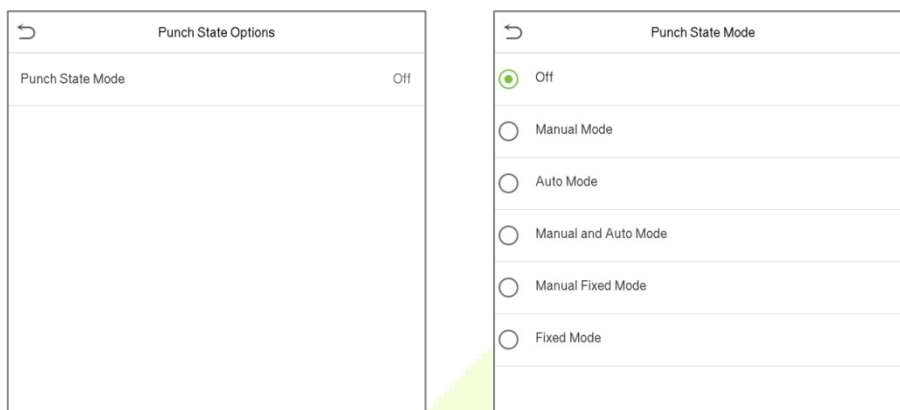 Punch State Options
Punch State Mode Off
Punch State Mode
Off
Manual Mode
Auto Mode
Manual and Auto Mode
Manual Fixed Mode
Fixed Mode